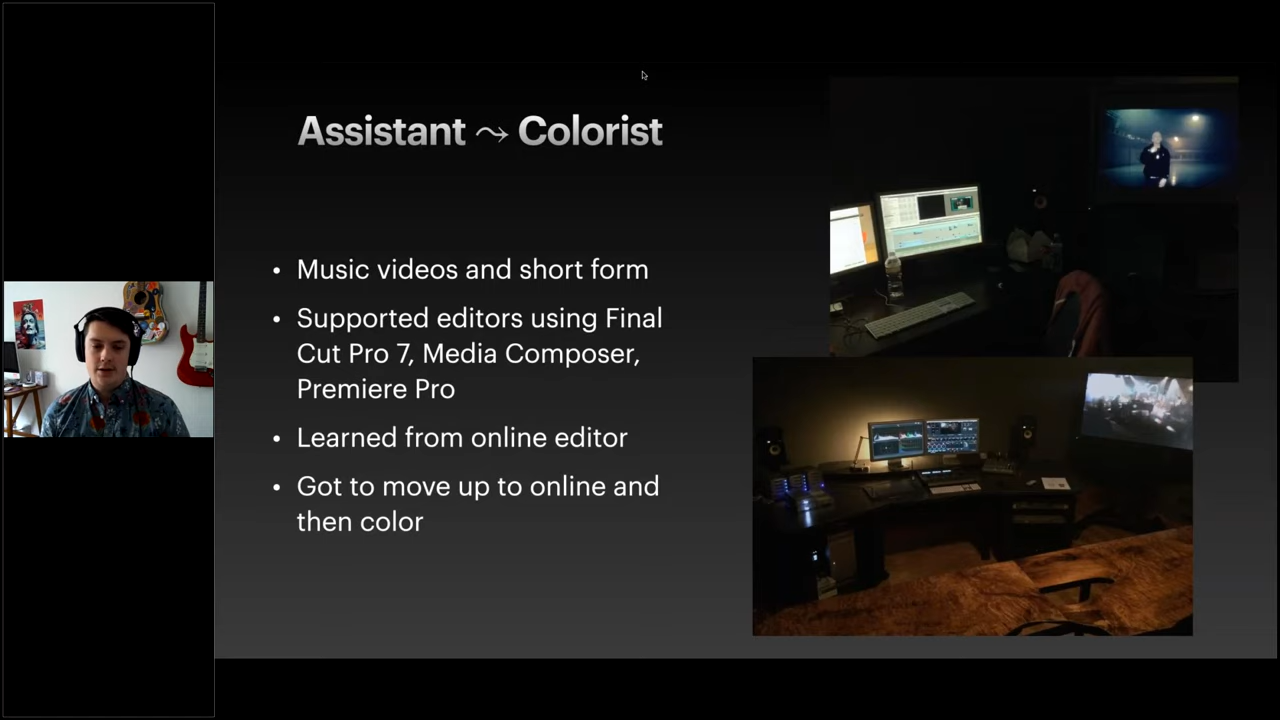 Assistant ⤳ Colorist
• Music videos and short form
• Supported editors using Final
Cut Pro 7, Media Composer,
Premiere Pro
• Learned from online editor
• Got to move up to online and
then color